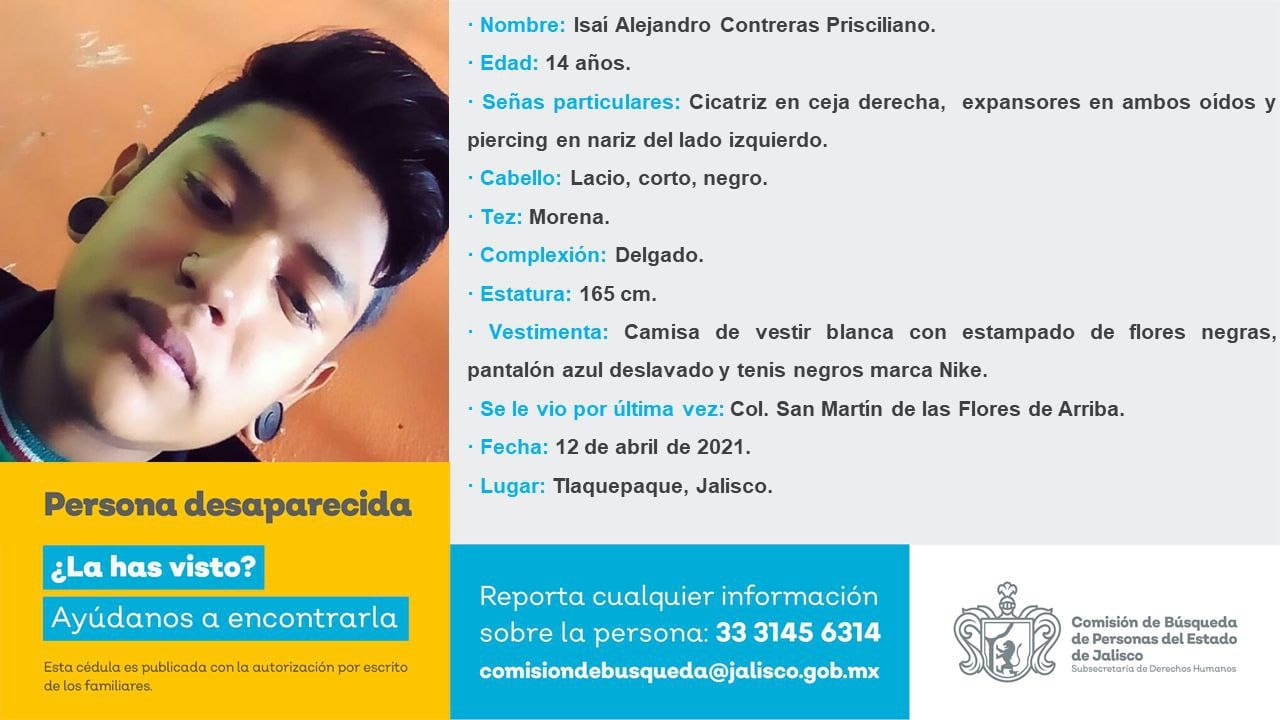 · Nombre: Isaí Alejandro Contreras Prisciliano.
· Edad: 14 años.
· Señas particulares: Cicatriz en ceja derecha, expansores en ambos oídos y
piercing en nariz del lado izquierdo.
· Cabello: Lacio, corto, negro.
· Tez: Morena.
· Complexión: Delgado.
· Estatura: 165 cm.
· Vestimenta: Camisa de vestir blanca con estampado de flores negras,
pantalón azul deslavado y tenis negros marca Nike.
· Se le vio por última vez: Col. San Martín de las Flores de Arriba.
· Fecha: 12 de abril de 2021.
· Lugar: Tlaquepaque, Jalisco.
Persona desaparecida
¿La has visto?
Ayúdanos a encontrarla
Esta cédula es publicada con la autorización por escrito
de los familiares.
Reporta cualquier información
sobre la persona: 33 3145 6314
comisiondebusqueda@jalisco.gob.mx
Comisión de Búsqueda
de Personas del Estado
de Jalisco
Subsecretaría de Derechos Humanos